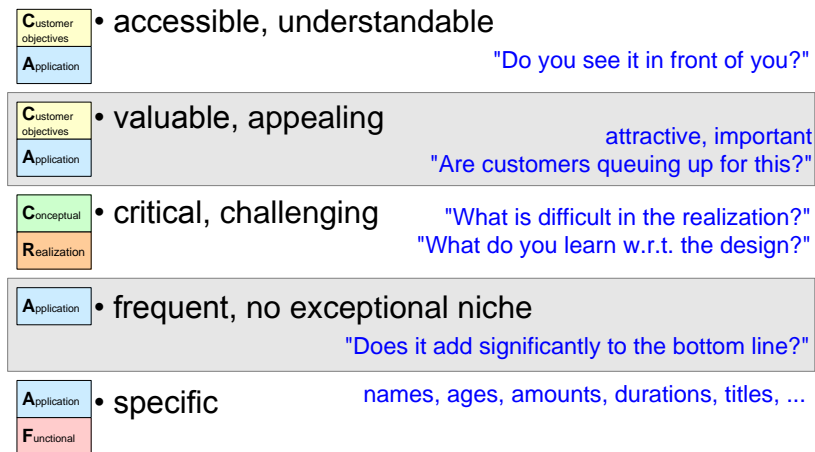 Customer
objectives
Application
• accessible, understandable
"Do you see it in front of you?"
Customer
objectives
Application
• valuable, appealing
attractive, important
"Are customers queuing up for this?"
Conceptual
Realization
• critical, challenging
"What is difficult in the realization?"
"What do you learn w.r.t. the design?"
Application
• frequent, no exceptional niche
"Does it add significantly to the bottom line?"
Application
Functional
• specific
names, ages, amounts, durations, titles, ...